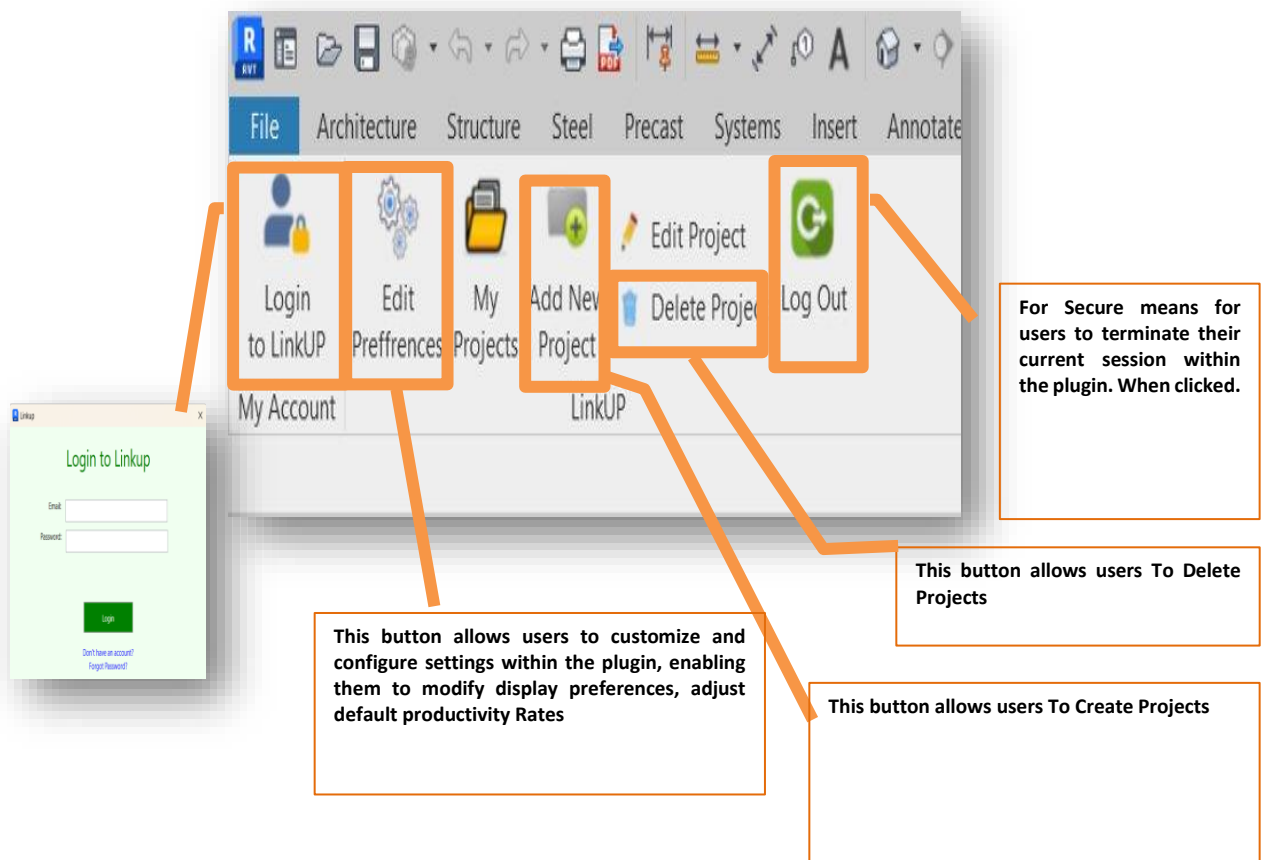 R
RVT
PDF
1
A
File Architecture Structure Steel Precast Systems Insert Annotate
Login
to LinkUP
Edit
Preffrences
My
Projects
Add New
Project
Edit Project
Delete Projec
Log Out
My Account
LinkUP
For Secure means for
users to terminate their
current session within
the plugin. When clicked.
Linkup X
Login to Linkup
Email:
Password:
Login
Don't have an account?
Forgot Password?
This button allows users To Delete
Projects
This button allows users to customize and
configure settings within the plugin, enabling
them to modify display preferences, adjust
default productivity Rates
This button allows users To Create Projects